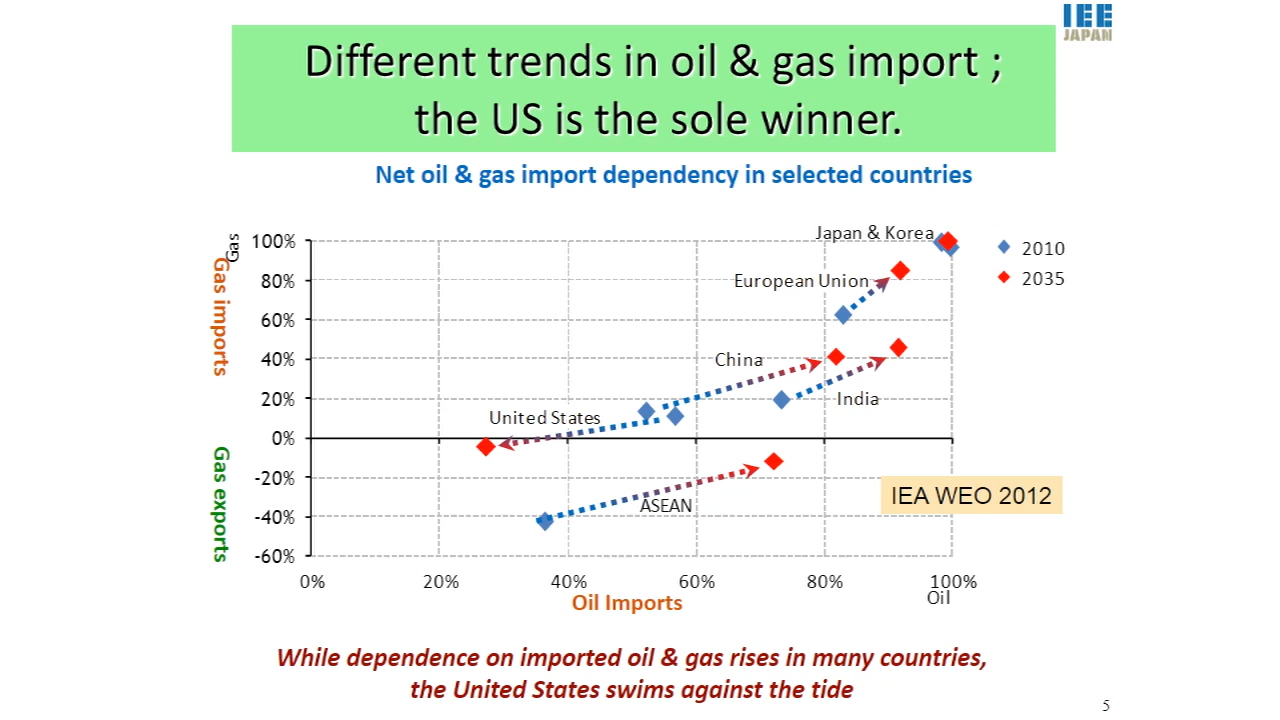 IEE
JAPAN
Different trends in oil & gas import ;
the US is the sole winner.
Net oil & gas import dependency in selected countries
Gas
Gas imports
Gas exports
100%
80%
60%
40%
20%
0%
-20%
-40%
-60%
Japan & Korea
European Union
China
India
United States
ASEAN
2010
2035
IEA WEO 2012
0%
20%
40%
60%
80%
100%
Oil
Oil Imports
While dependence on imported oil & gas rises in many countries,
the United States swims against the tide
5